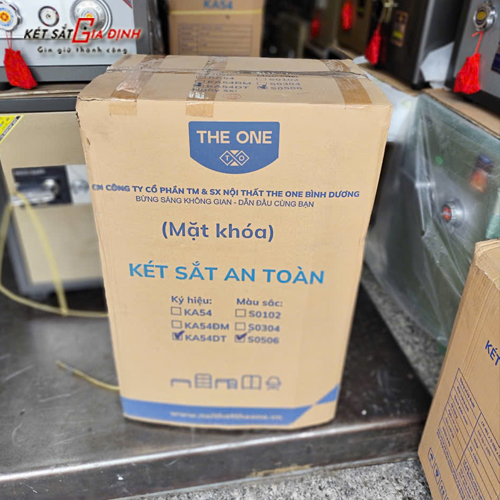 KÉT SẮT GIA ĐỊNH
Gìn giữ thành công
KA54
THE ONE
TXO
CÔNG TY CỔ PHẦN TM & SX NỘI THẤT THE ONE BÌNH DƯƠNG
BỪNG SÁNG KHÔNG GIAN - DẪN ĐẦU CÙNG BẠN
(Mặt khóa)
KÉT SẮT AN TOÀN
Ký hiệu: Màu sắc:
KA54 S0102
KA54ĐM S0304
KA54DT S0506
KÉT